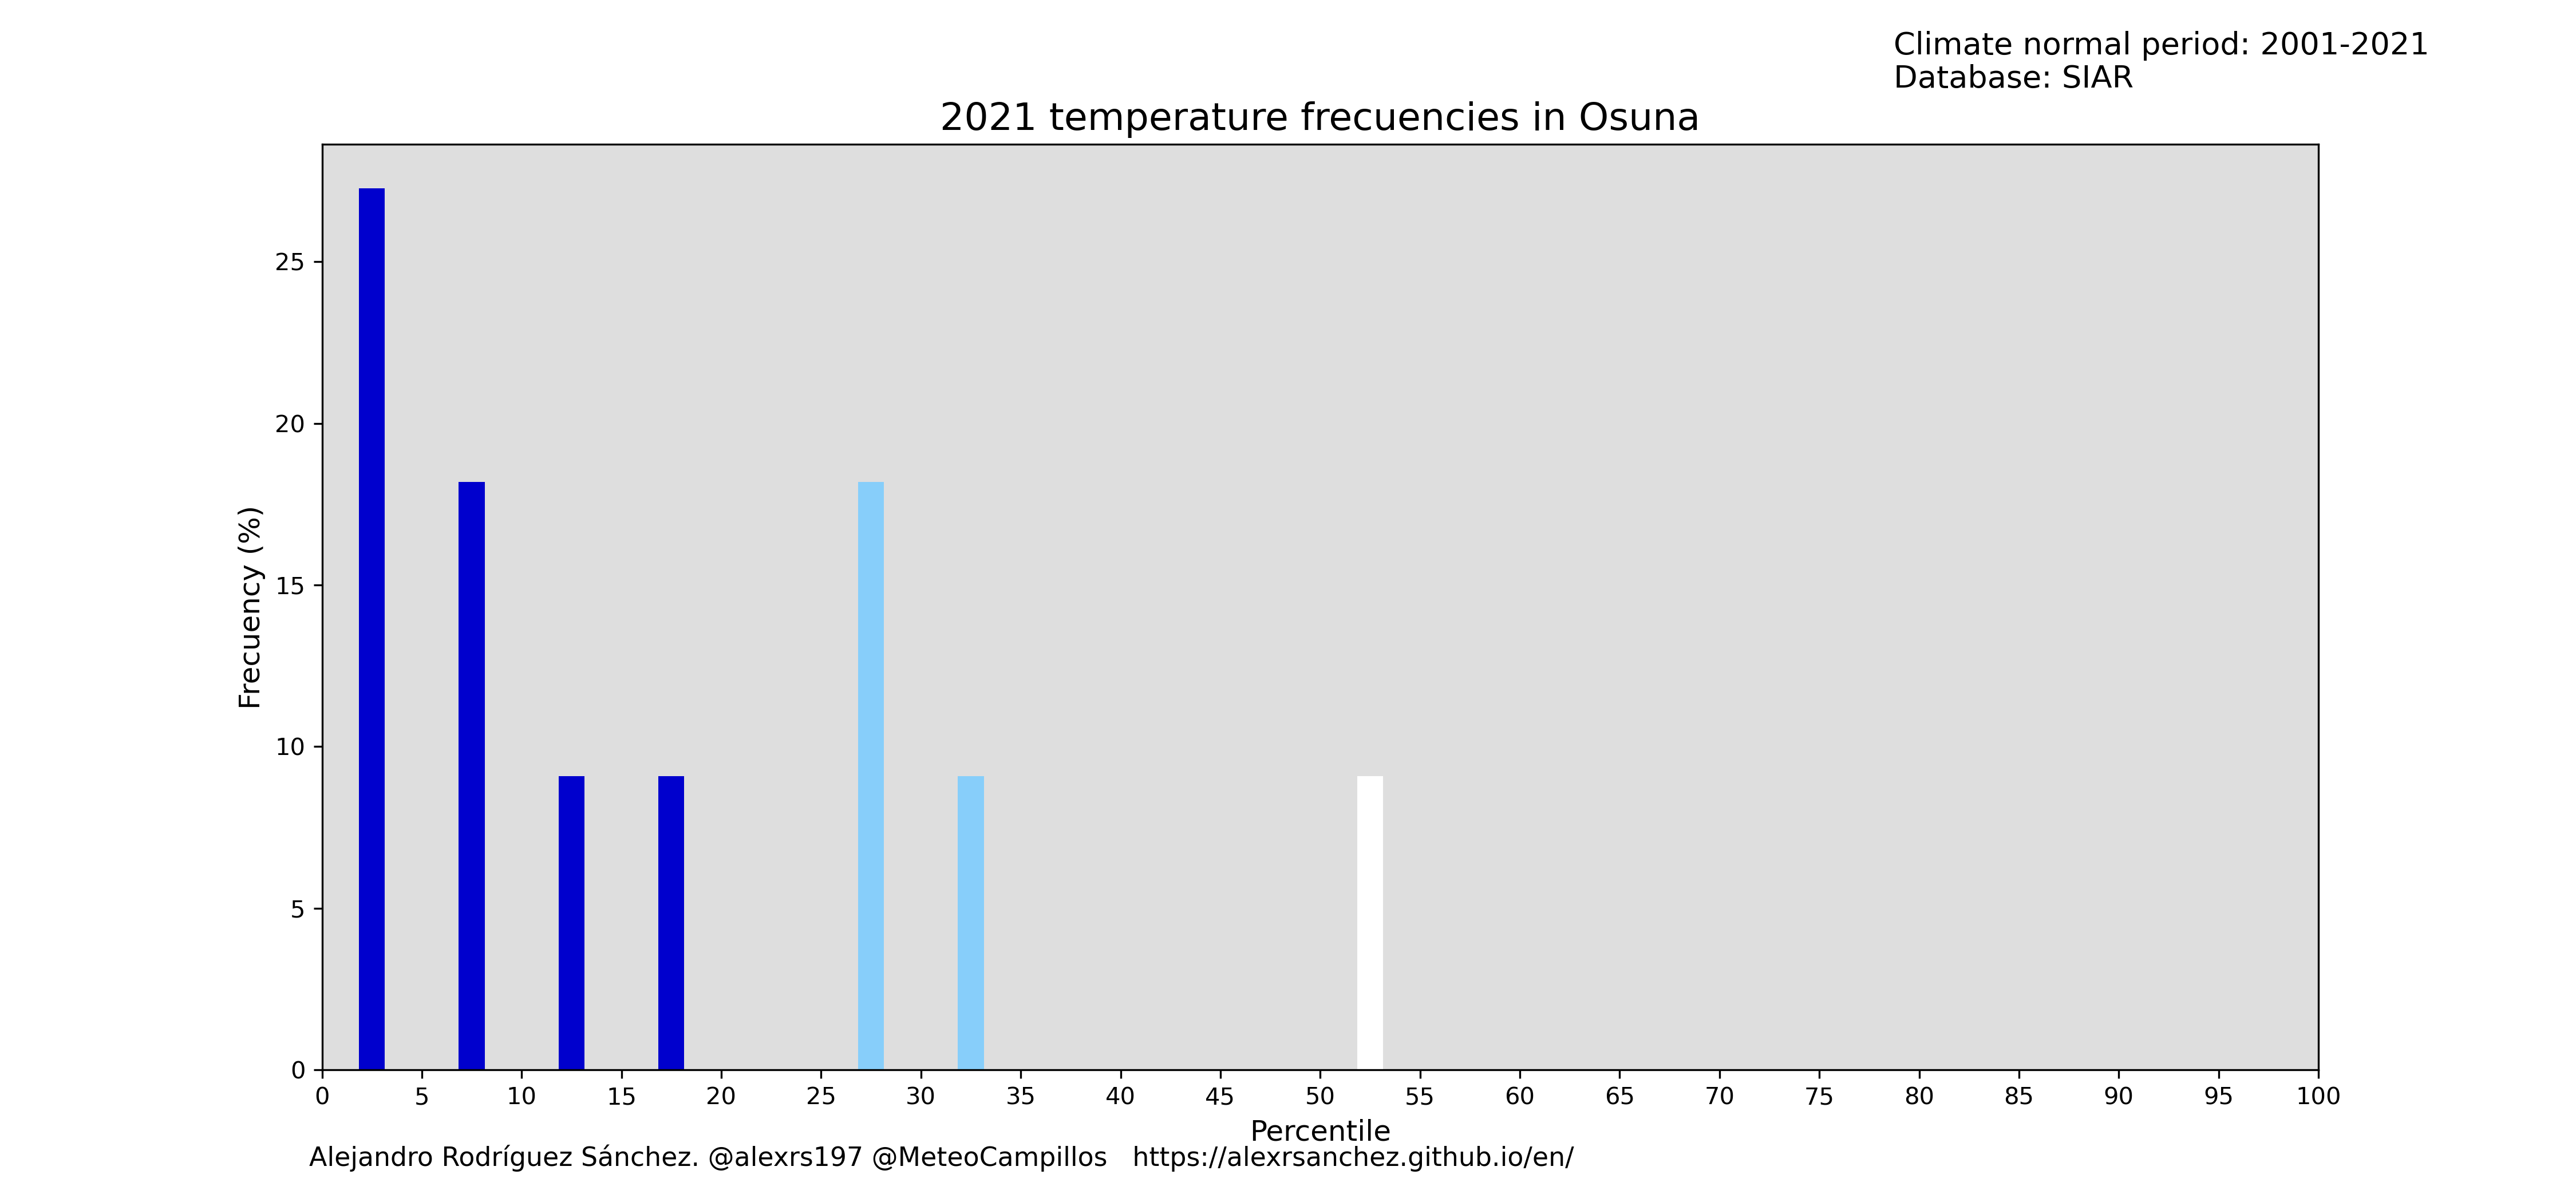 Climate normal period: 2001-2021
Database: SIAR
2021 temperature frecuencies in Osuna
Frecuency (%)
25
20
15
10
5
0
0 5 10 15 20 25 30 35 40 45 50 55 60 65 70 75 80 85 90 95 100
Percentile
Alejandro Rodríguez Sánchez. @alexrs197 @MeteoCampillos https://alexrsanchez.github.io/en/